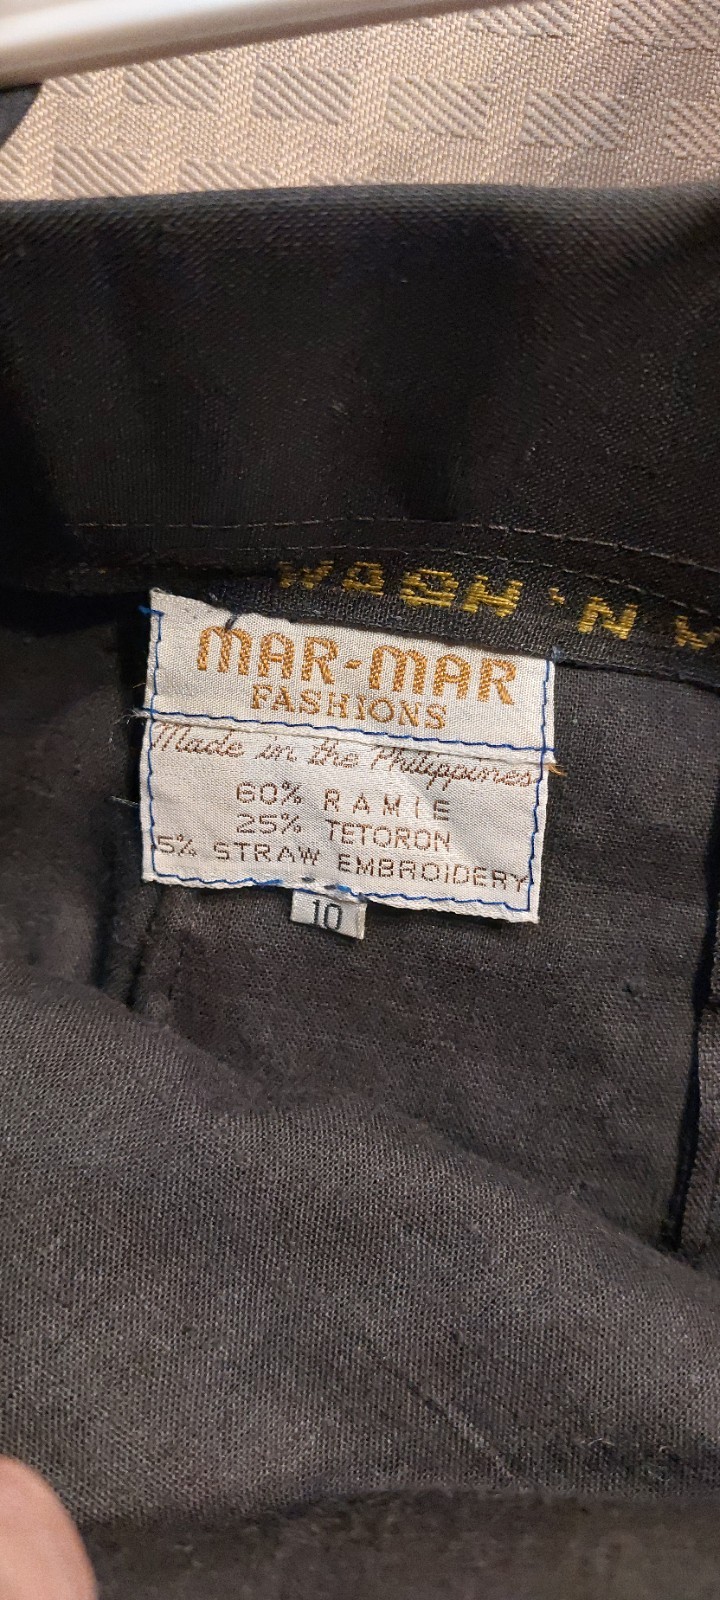 WASH 'N
MAR-MAR
FASHIONS
Made in the Philippines
60% RAMIE
25% TETORON
5% STRAW EMBROIDERY
10